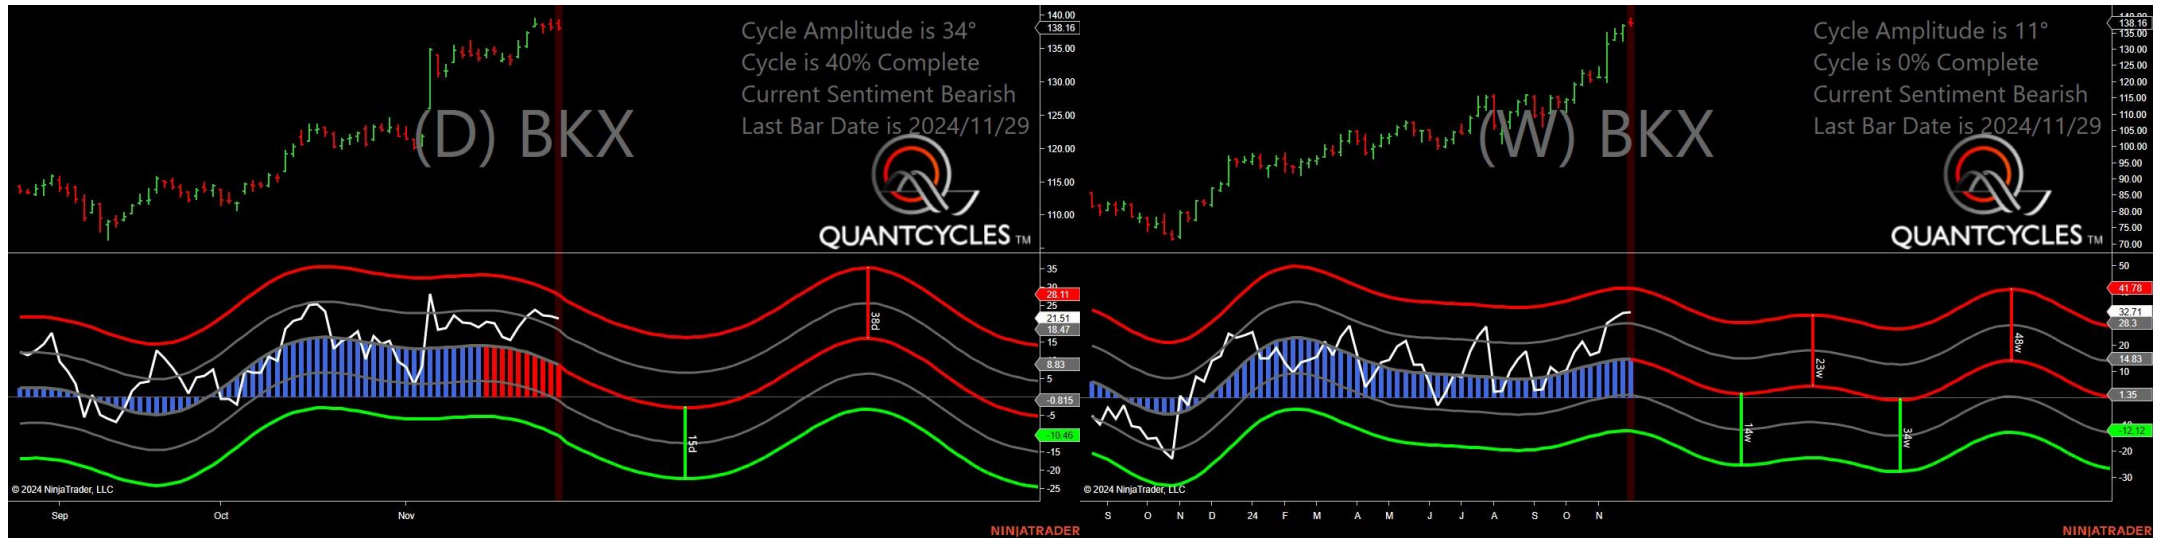 Cycle Amplitude is 34°
Cycle is 40% Complete
Current Sentiment Bearish
Last Bar Date is 2024/11/29
(D) BKX
QUANTCYCLES TM
140.00
138.16
135.00
130.00
125.00
120.00
115.00
110.00
35
28.11
25
21.51
18.47
15
8.83
5
-0.815
-5
-10.46
-15
-20
-25
15d
38d
© 2024 NinjaTrader, LLC
Sep Oct Nov
NINJATRADER
Cycle Amplitude is 11°
Cycle is 0% Complete
Current Sentiment Bearish
Last Bar Date is 2024/11/29
(W) BKX
QUANTCYCLES TM
138.16
135.00
130.00
125.00
120.00
115.00
110.00
105.00
100.00
95.00
90.00
85.00
80.00
75.00
70.00
50
41.78
32.71
28.3
20
14.83
10
1.35
-12.12
-20
-30
14w
23w
34w
48w
© 2024 NinjaTrader, LLC
S O N D 24 F M A M J J A S O N
NINJATRADER